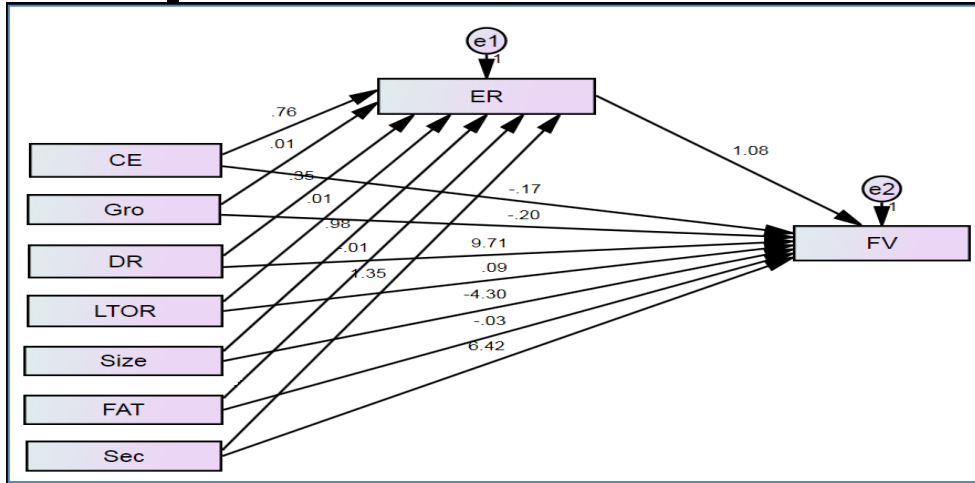 e1
1
ER
.76
.01
CE
1.08
.35
-.17
e2
Gro
.01
-.20
1
.98
9.71
FV
DR
-.01
1.35
.09
LTOR
-4.30
-.03
Size
6.42
FAT
Sec